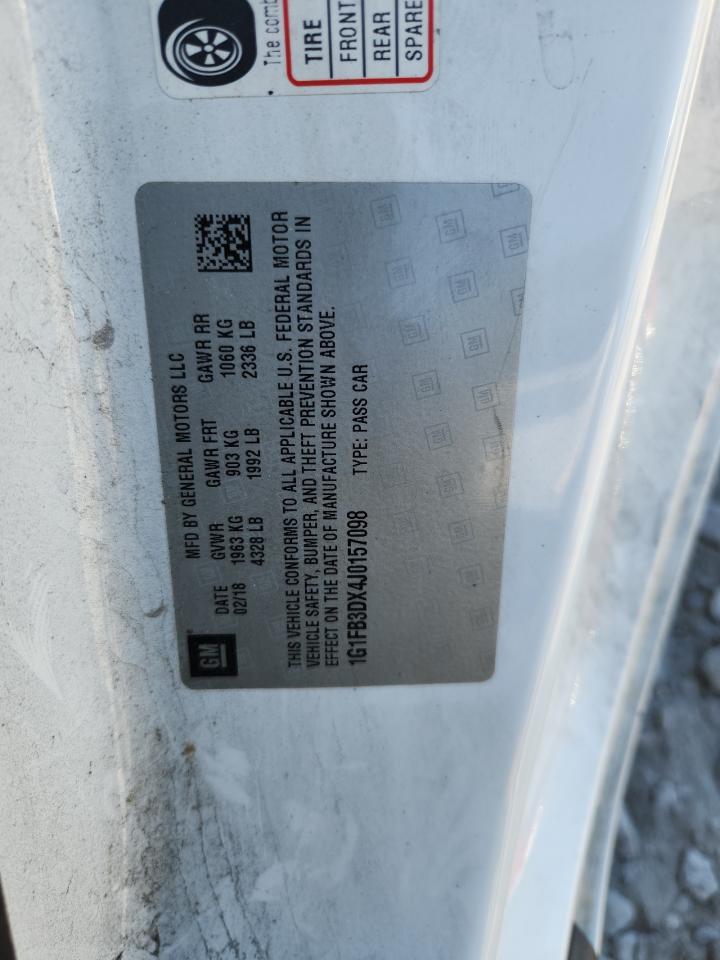 The comb
TIRE
FRONT
REAR
SPARE
MFD BY GENERAL MOTORS LLC
DATE GVWR GAWR FRT GAWR RR
02/18 1963 KG 903 KG 1060 KG
4328 LB 1992 LB 2336 LB
GM
THIS VEHICLE CONFORMS TO ALL APPLICABLE U.S. FEDERAL MOTOR
VEHICLE SAFETY, BUMPER, AND THEFT PREVENTION STANDARDS IN
EFFECT ON THE DATE OF MANUFACTURE SHOWN ABOVE.
1G1FB3DX4J0157098 TYPE: PASS CAR